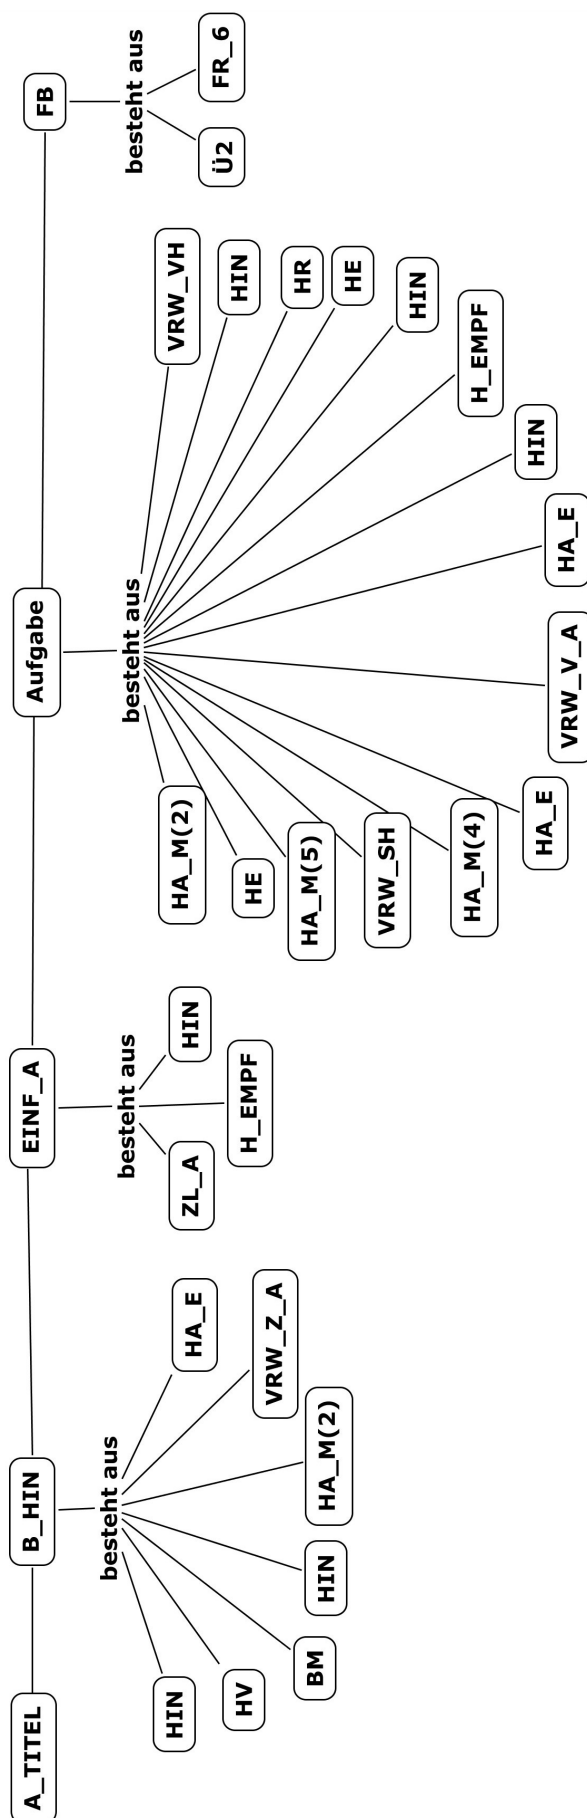 A_TITEL
B_HIN
EINF_A
Aufgabe
FB
besteht aus
HIN
HV
BM
HIN
HA_M(2)
VRW_Z_A
HA_E
besteht aus
ZL_A
H_EMPF
HIN
besteht aus
HA_M(2)
HE
HA_M(5)
VRW_SH
HA_M(4)
HA_E
VRW_V_A
HA_E
HIN
H_EMPF
HIN
HE
HR
HIN
VRW_VH
besteht aus
Ü2
FR_6